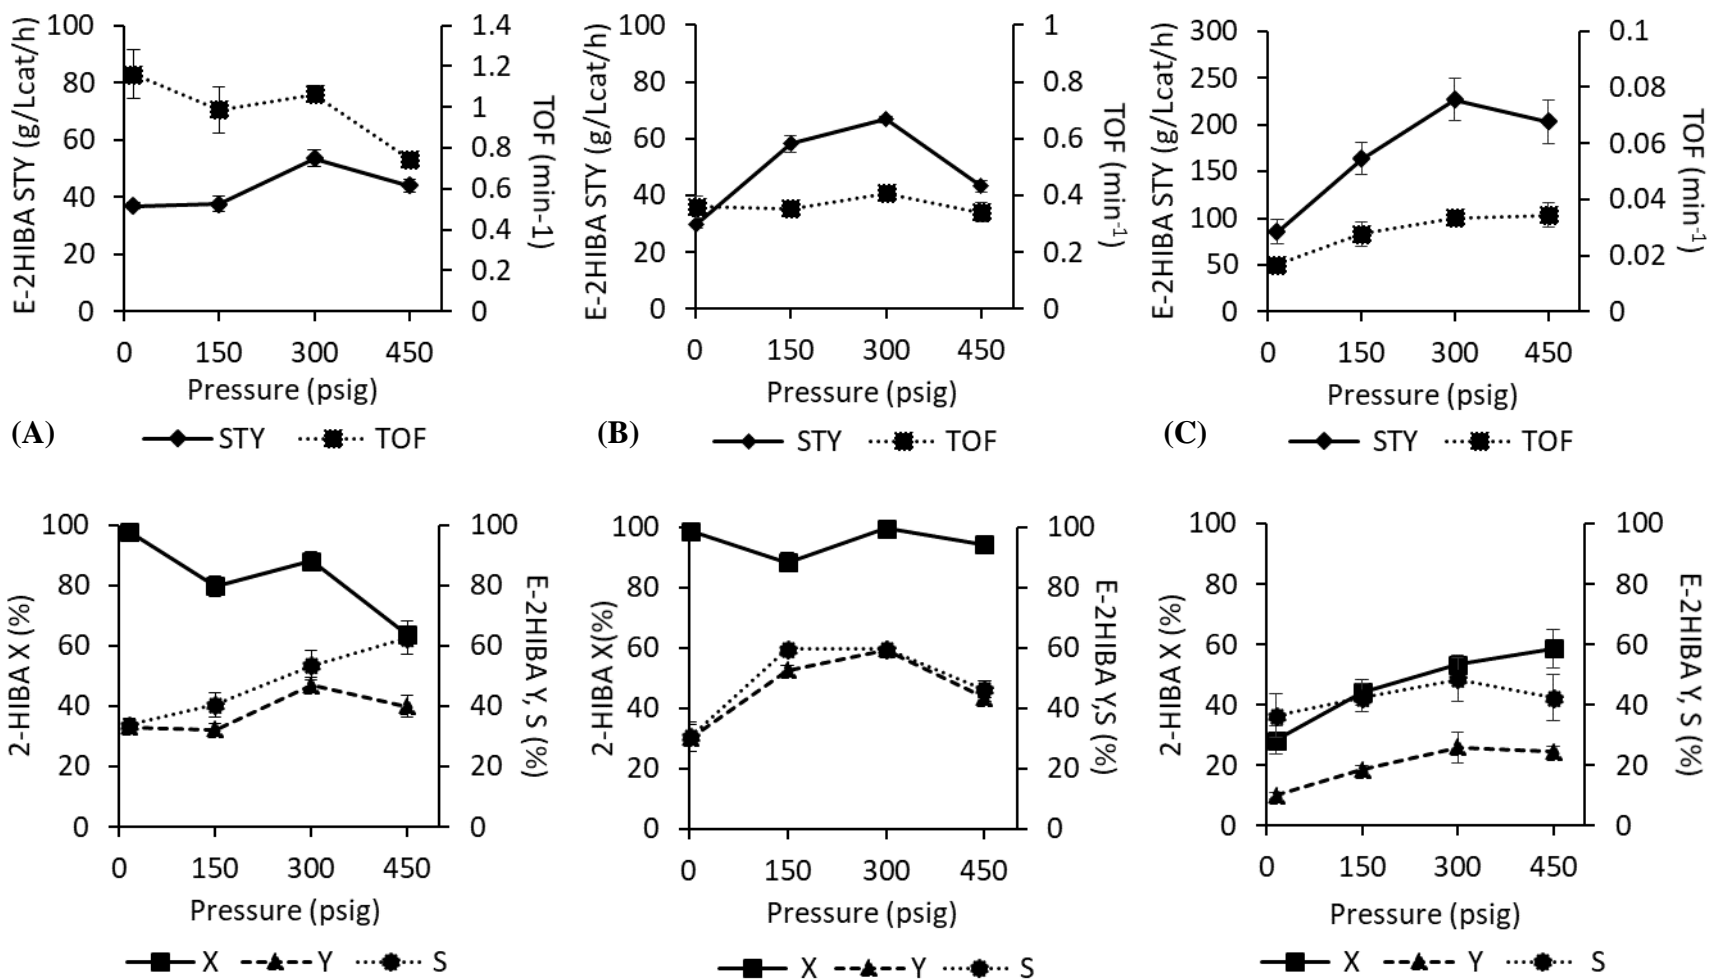 E-2HIBA STY (g/Lcat/h)
100
80
60
40
20
0
1.4
1.2
1
0.8
0.6
0.4
0.2
0
TOF (min-1)
0 150 300 450
Pressure (psig)
(A)
STY TOF
E-2HIBA STY (g/Lcat/h)
100
80
60
40
20
0
1
0.8
0.6
0.4
0.2
0
TOF (min⁻¹)
0 150 300 450
Pressure (psig)
(B)
STY TOF
E-2HIBA STY (g/Lcat/h)
300
250
200
150
100
50
0
0.1
0.08
0.06
0.04
0.02
0
TOF (min⁻¹)
0 150 300 450
Pressure (psig)
(C)
STY TOF
2-HIBA X (%)
100
80
60
40
20
0
100
80
60
40
20
0
E-2HIBA Y, S (%)
0 150 300 450
Pressure (psig)
X Y S
2-HIBA X(%)
100
80
60
40
20
0
100
80
60
40
20
0
E-2HIBA Y,S (%)
0 150 300 450
Pressure (psig)
X Y S
2-HIBA X (%)
100
80
60
40
20
0
100
80
60
40
20
0
E-2HIBA Y, S (%)
0 150 300 450
Pressure (psig)
X Y S